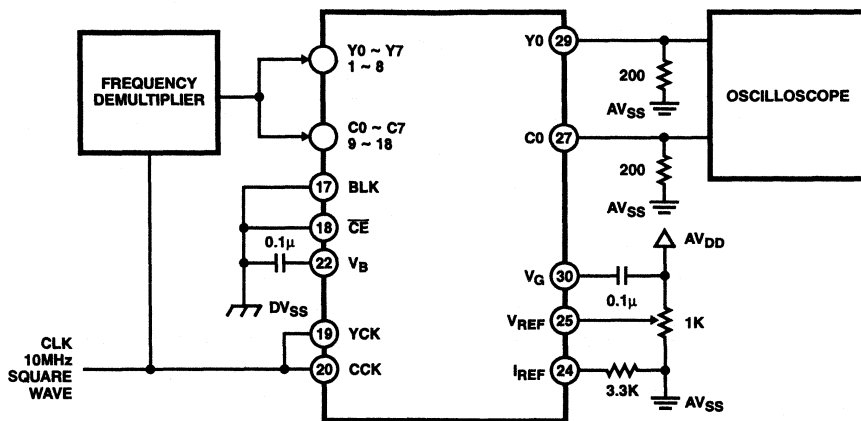 FREQUENCY
DEMULTIPLIER
Y0 ~ Y7
1 ~ 8
C0 ~ C7
9 ~ 18
17 BLK
18 C̅E̅
0.1µ
22 VB
DVSS
19 YCK
20 CCK
CLK
10MHz
SQUARE
WAVE
Y0 29
200
AVSS
C0 27
200
AVSS
OSCILLOSCOPE
AVDD
VG 30
0.1µ
VREF 25
1K
IREF 24
3.3K
AVSS